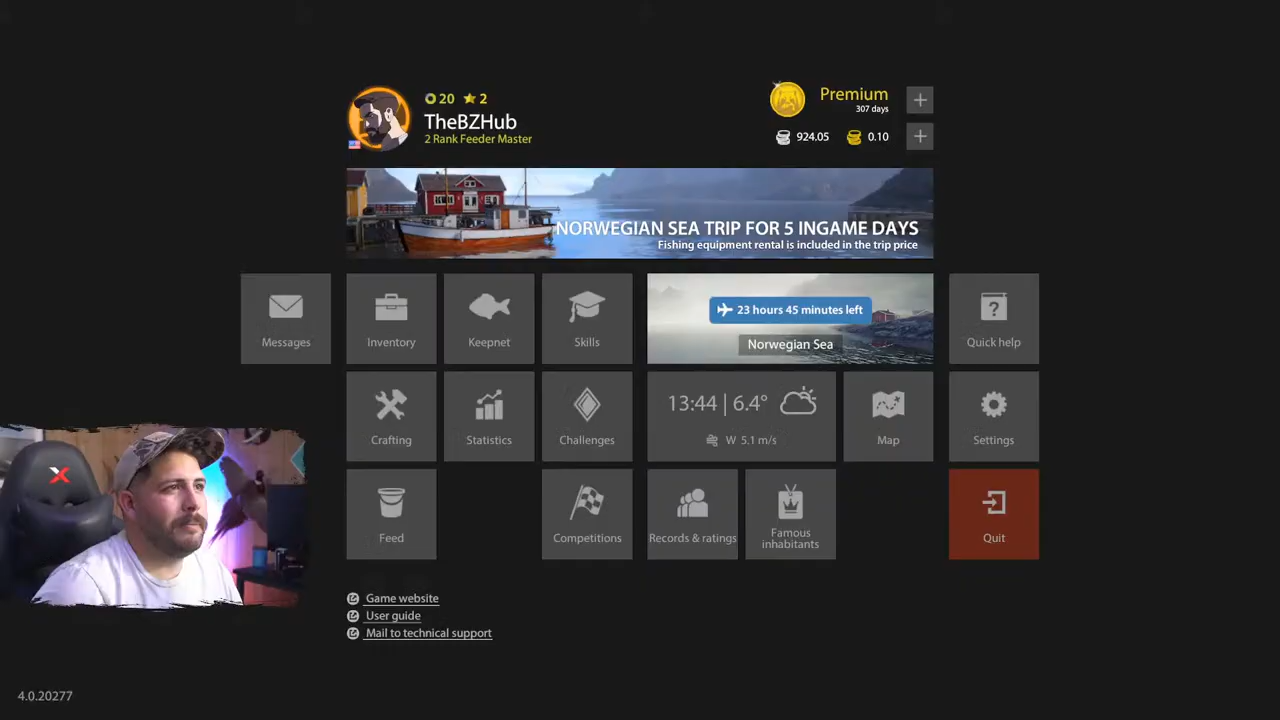 20 2
TheBZHub
2 Rank Feeder Master
Premium
307 days
924.05 0.10
NORWEGIAN SEA TRIP FOR 5 INGAME DAYS
Fishing equipment rental is included in the trip price
Messages
Inventory
Keepnet
Skills
23 hours 45 minutes left
Norwegian Sea
Quick help
Crafting
Statistics
Challenges
13:44 | 6.4°
W 5.1 m/s
Map
Settings
Feed
Competitions
Records & ratings
Famous
inhabitants
Quit
Game website
User guide
Mail to technical support
4.0.20277